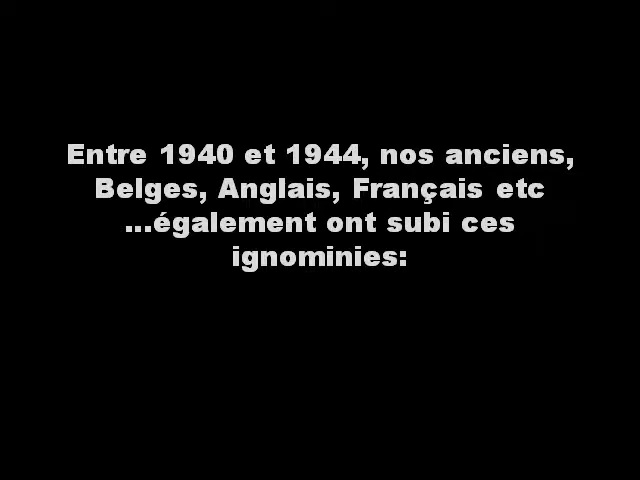 Entre 1940 et 1944, nos anciens,
Belges, Anglais, Français etc
...également ont subi ces
ignominies: